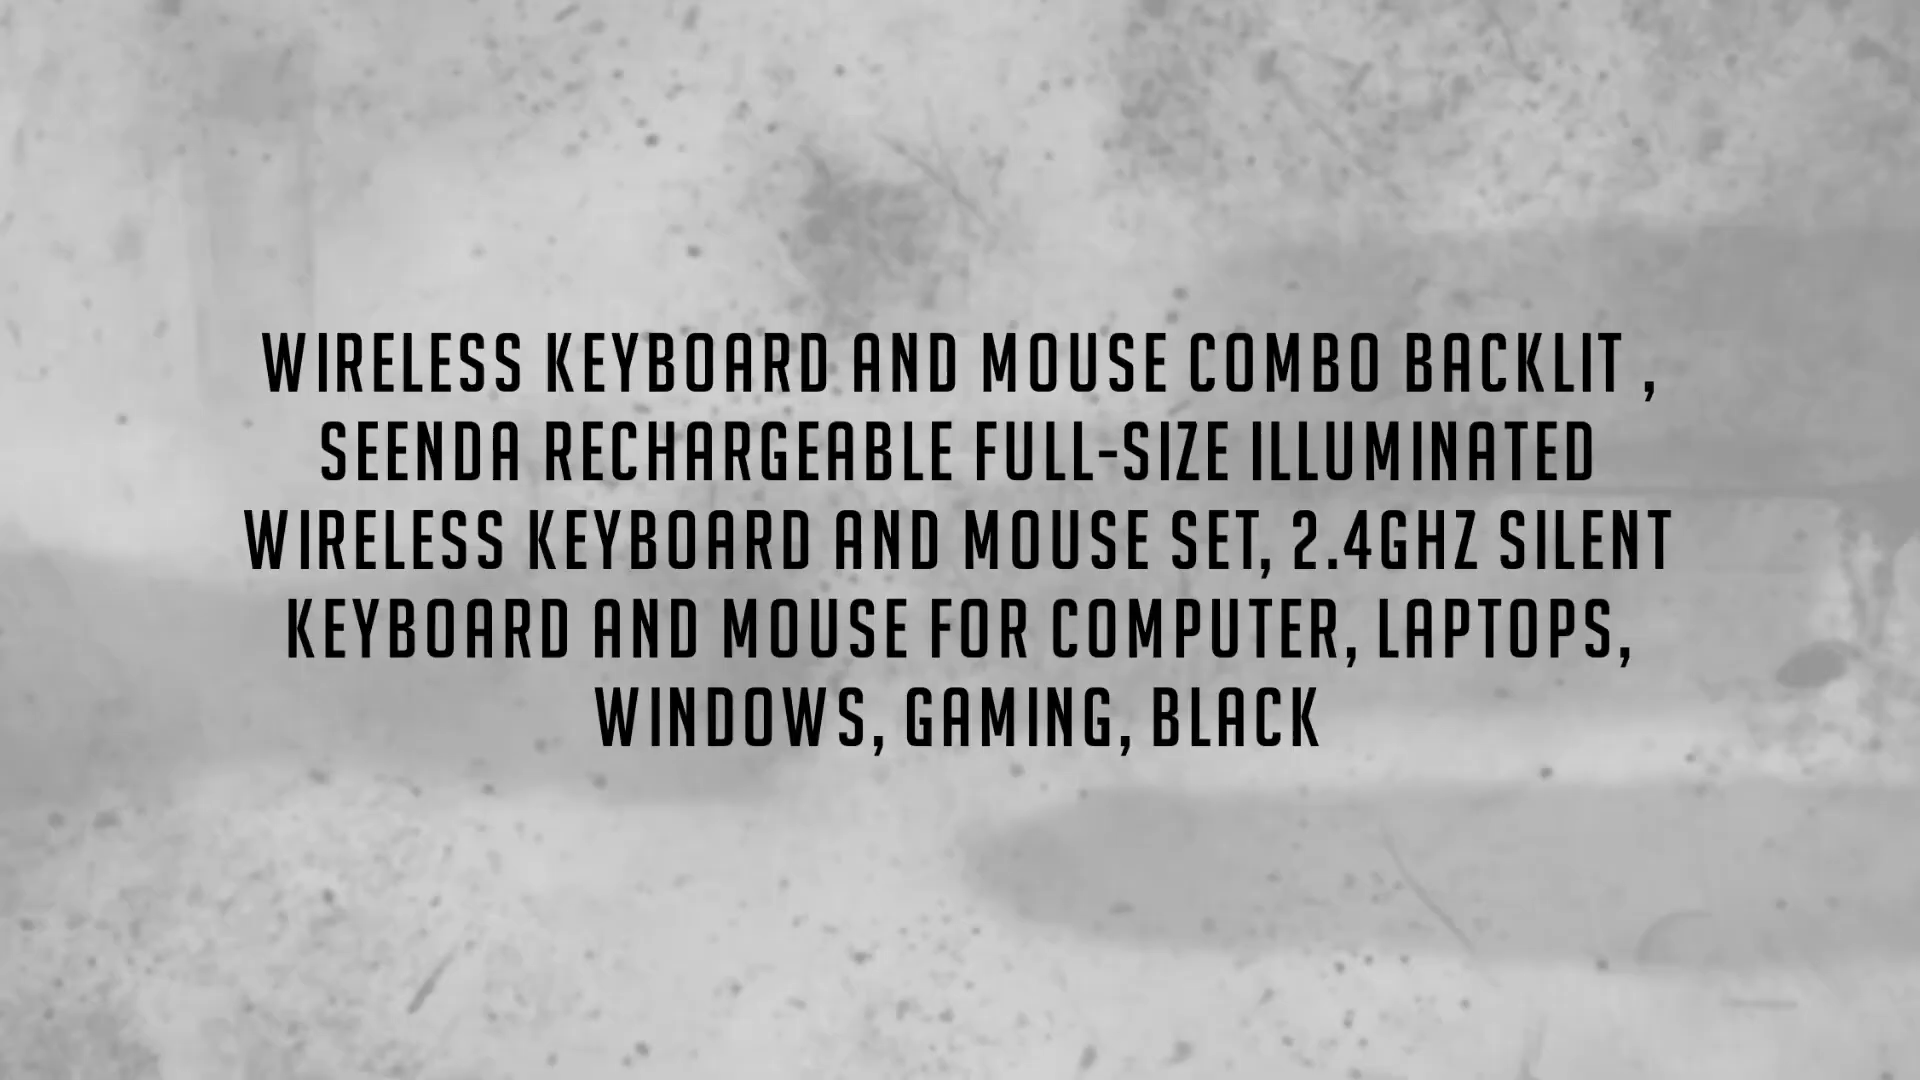 WIRELESS KEYBOARD AND MOUSE COMBO BACKLIT ,
SEENDA RECHARGEABLE FULL-SIZE ILLUMINATED
WIRELESS KEYBOARD AND MOUSE SET, 2.4GHZ SILENT
KEYBOARD AND MOUSE FOR COMPUTER, LAPTOPS,
WINDOWS, GAMING, BLACK